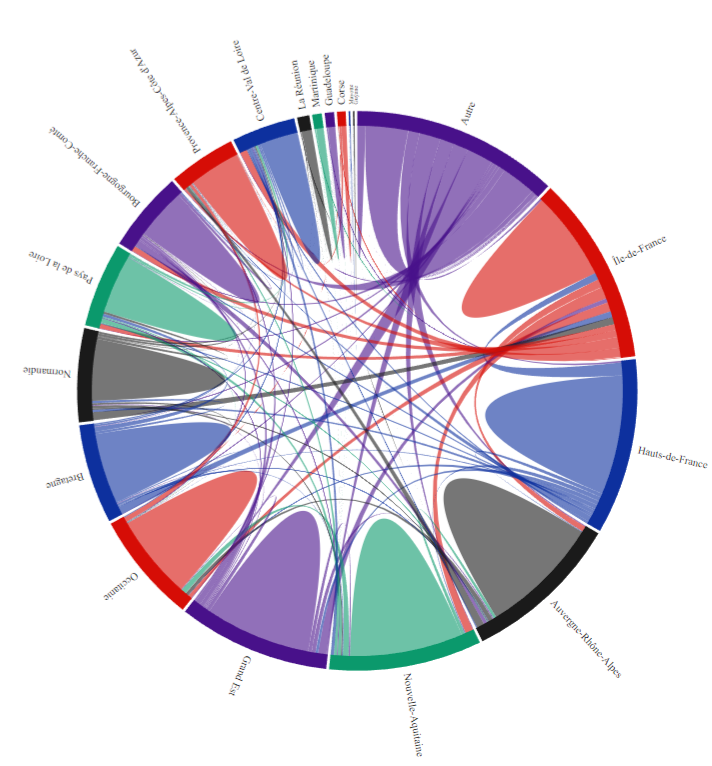 Autre
Île-de-France
Hauts-de-France
Auvergne-Rhône-Alpes
Nouvelle-Aquitaine
Grand Est
Occitanie
Bretagne
Normandie
Pays de la Loire
Bourgogne-Franche-Comté
Provence-Alpes-Côte d'Azur
Centre-Val de Loire
La Réunion
Martinique
Guadeloupe
Corse
Mayotte
Guyane